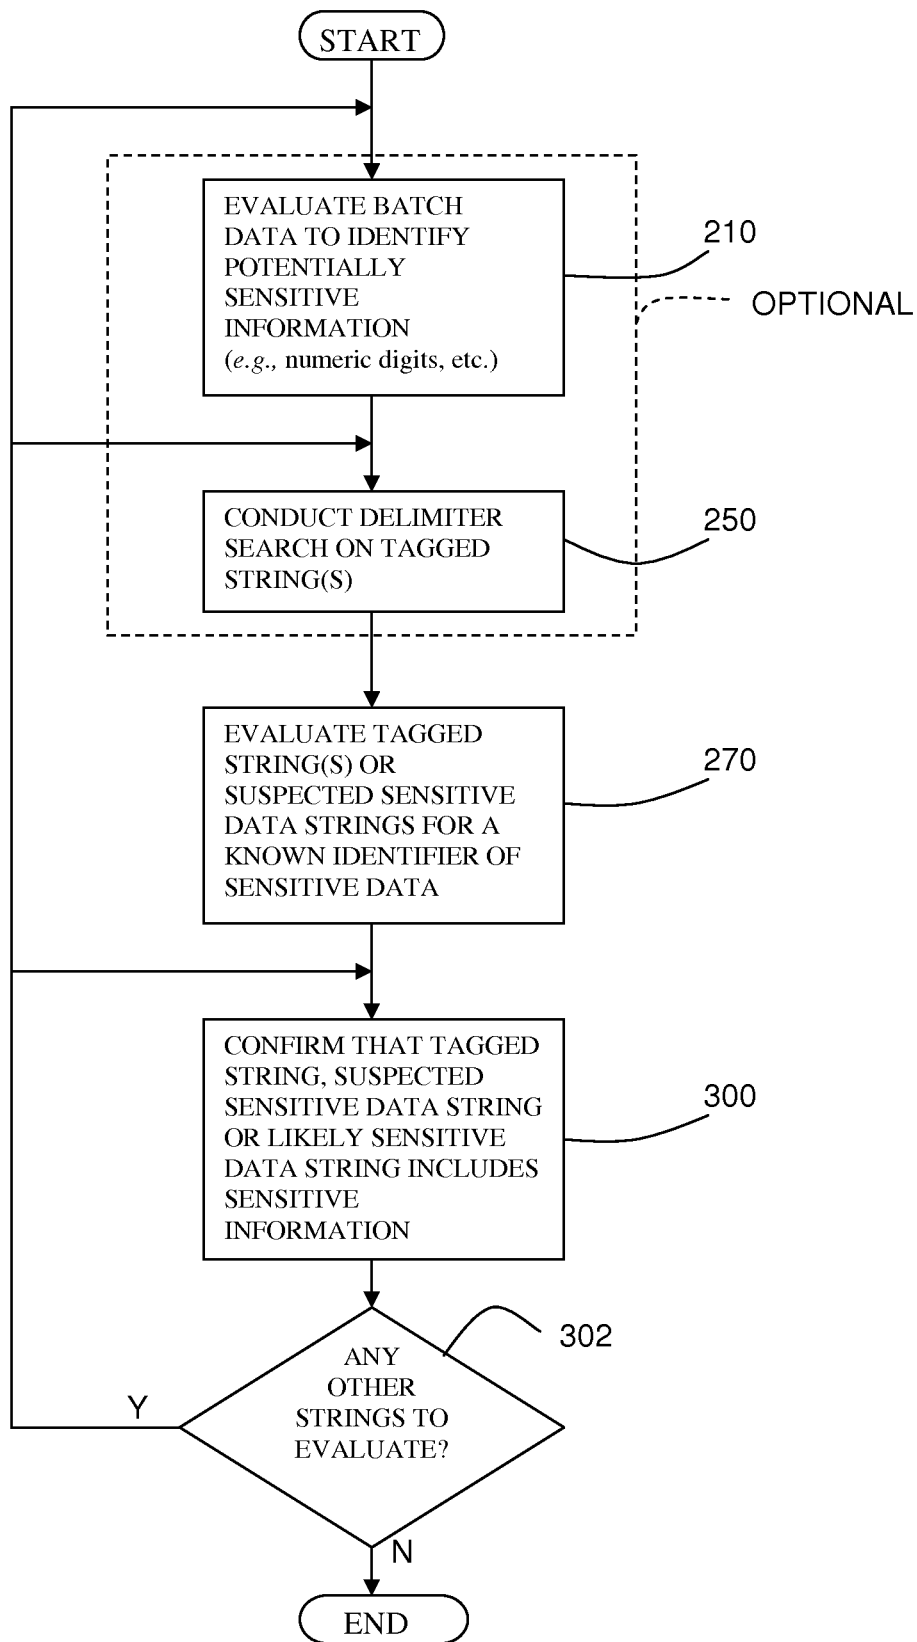 START
EVALUATE BATCH
DATA TO IDENTIFY
POTENTIALLY
SENSITIVE
INFORMATION
(e.g., numeric digits, etc.)
210
OPTIONAL
CONDUCT DELIMITER
SEARCH ON TAGGED
STRING(S)
250
EVALUATE TAGGED
STRING(S) OR
SUSPECTED SENSITIVE
DATA STRINGS FOR A
KNOWN IDENTIFIER OF
SENSITIVE DATA
270
CONFIRM THAT TAGGED
STRING, SUSPECTED
SENSITIVE DATA STRING
OR LIKELY SENSITIVE
DATA STRING INCLUDES
SENSITIVE
INFORMATION
300
ANY
OTHER
STRINGS TO
EVALUATE?
302
Y
N
END